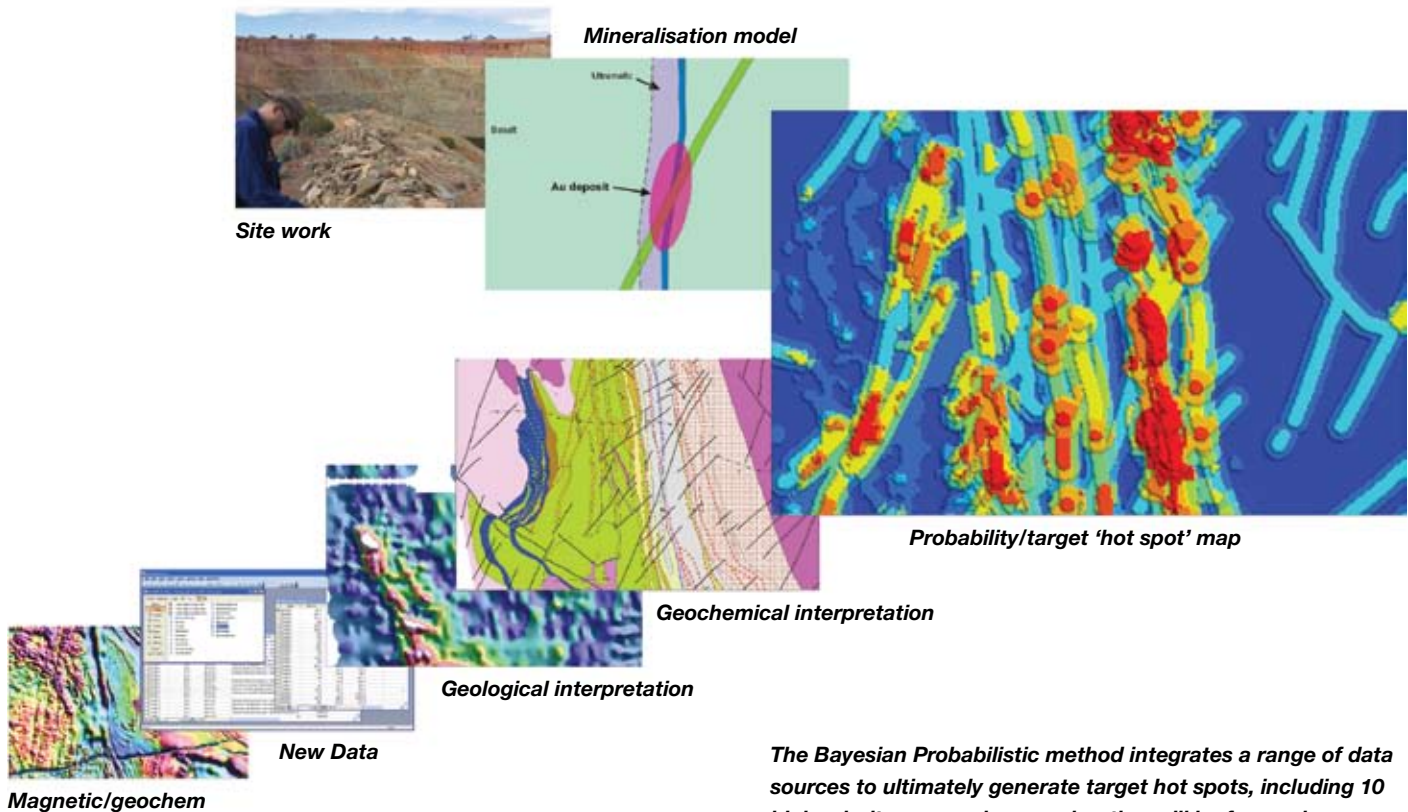 Mineralisation model
Ultramafic
Basalt
Au deposit
Site work
Probability/target ‘hot spot’ map
Geochemical interpretation
Geological interpretation
New Data
Magnetic/geochem
The Bayesian Probabilistic method integrates a range of data
sources to ultimately generate target hot spots, including 10